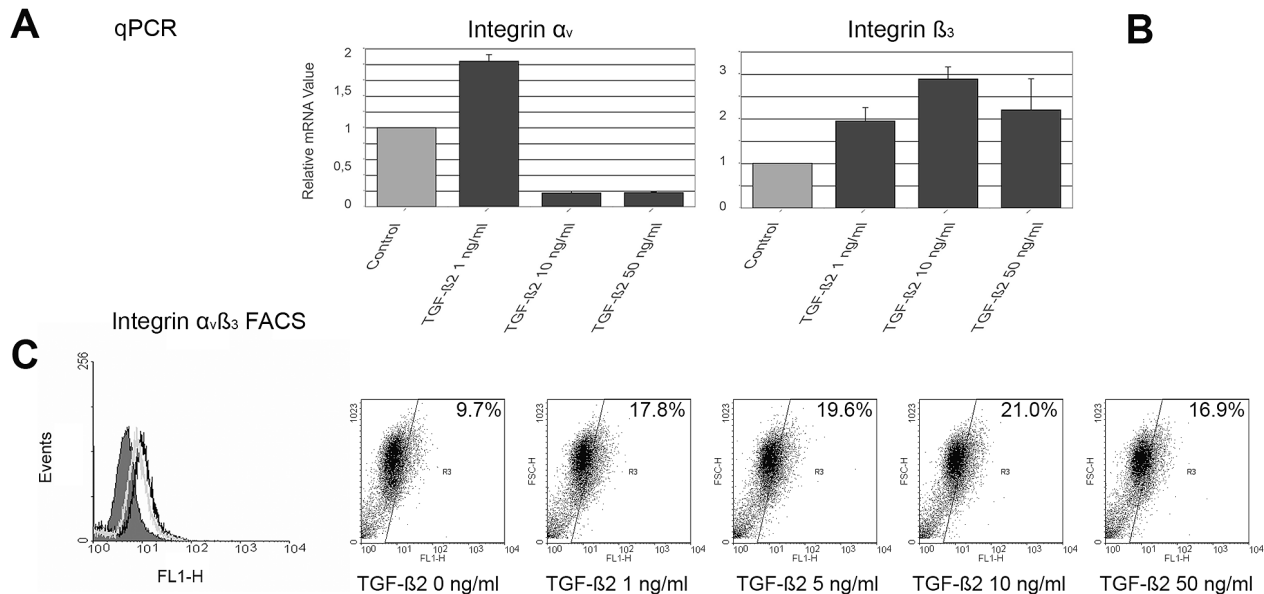 A
qPCR
Integrin αv
Integrin ß3
B
Relative mRNA Value
2
1,5
1
0,5
0
Control
TGF-ß2 1 ng/ml
TGF-ß2 10 ng/ml
TGF-ß2 50 ng/ml
3
2
1
0
Control
TGF-ß2 1 ng/ml
TGF-ß2 10 ng/ml
TGF-ß2 50 ng/ml
Integrin αvß3 FACS
C
256
Events
0
10⁰ 10¹ 10² 10³ 10⁴
FL1-H
1023
9.7%
R3
0
10⁰ 10¹ 10² 10³ 10⁴
FL1-H
TGF-ß2 0 ng/ml
1023
17.8%
FSC-H
R3
0
10⁰ 10¹ 10² 10³ 10⁴
FL1-H
TGF-ß2 1 ng/ml
1023
19.6%
FSC-H
R3
0
10⁰ 10¹ 10² 10³ 10⁴
FL1-H
TGF-ß2 5 ng/ml
1023
21.0%
FSC-H
R3
0
10⁰ 10¹ 10² 10³ 10⁴
FL1-H
TGF-ß2 10 ng/ml
1023
16.9%
FSC-H
R3
0
10⁰ 10¹ 10² 10³ 10⁴
FL1-H
TGF-ß2 50 ng/ml